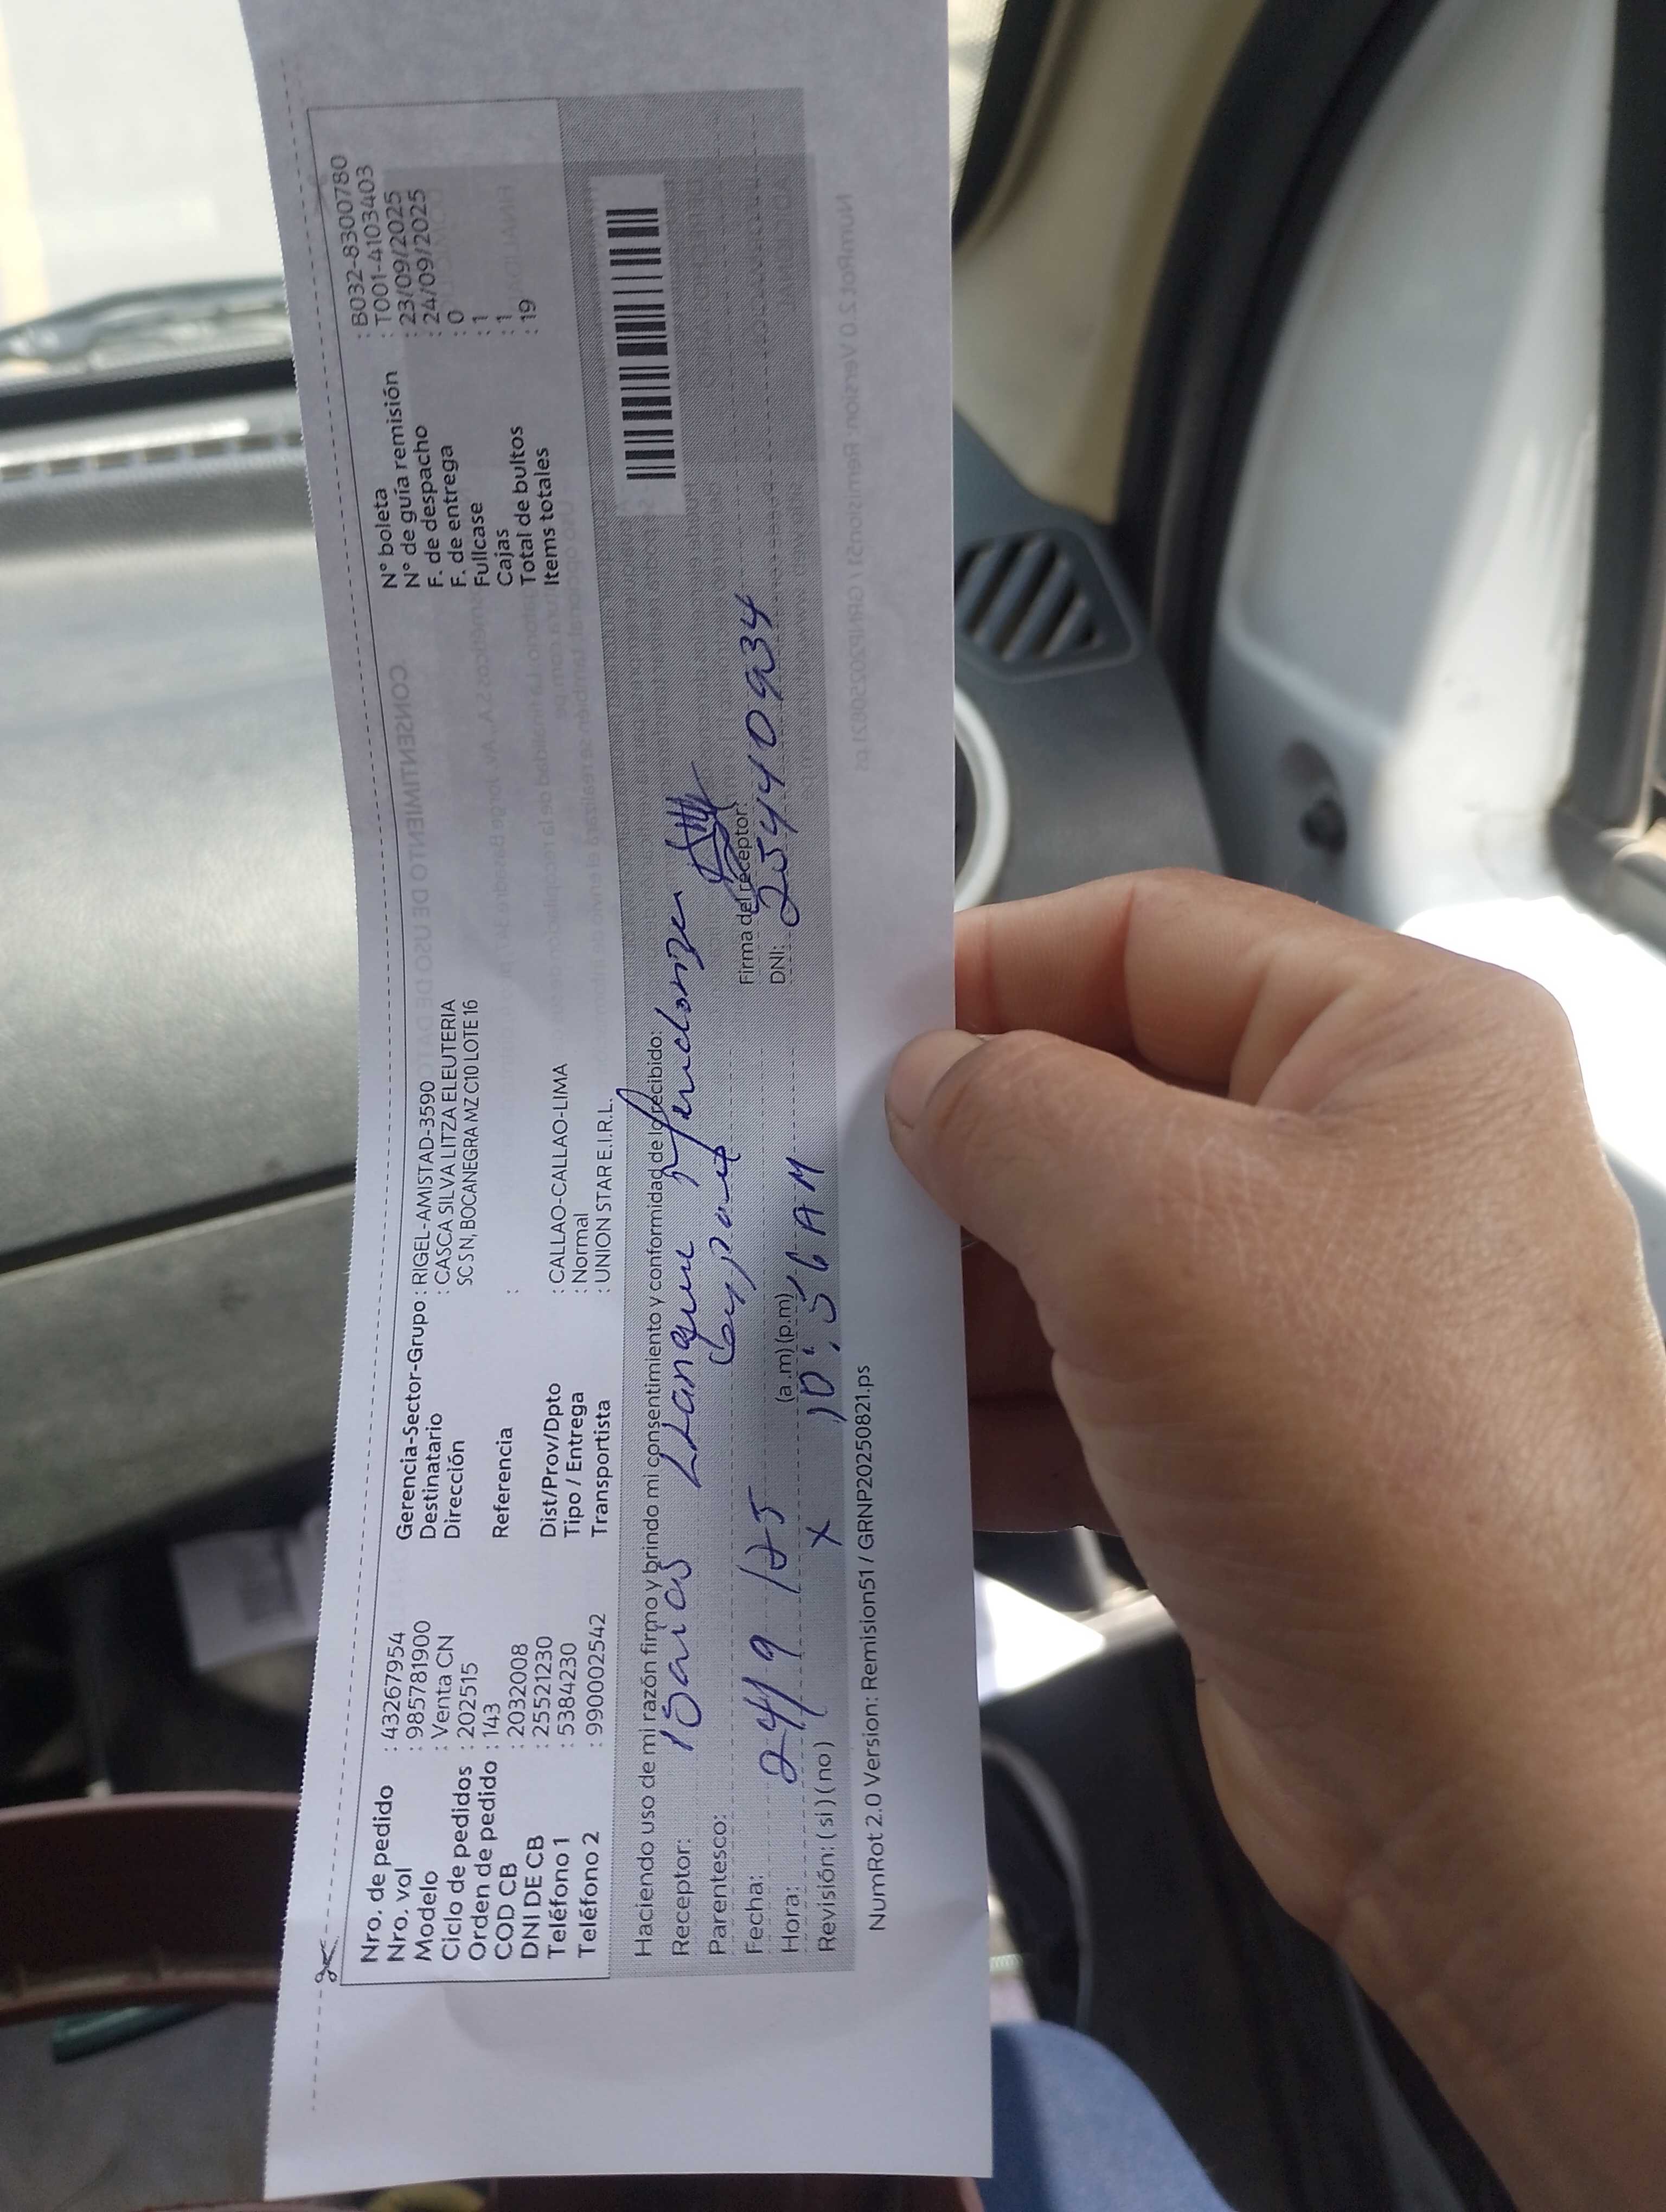 Nro. de pedido : 43267954
Nro. vol : 985781900
Modelo : Venta CN
Ciclo de pedidos : 202515
Orden de pedido : 143
COD CB : 2032008
DNI DE CB : 25521230
Teléfono 1 : 5384230
Teléfono 2 : 990002542
Gerencia-Sector-Grupo : RIGEL-AMISTAD-3590
Destinatario : CASCA SILVA LITZA ELEUTERIA
Dirección SC S N, BOCANEGRA MZ C10 LOTE 16
Referencia :
Dist/Prov/Dpto : CALLAO-CALLAO-LIMA
Tipo / Entrega : Normal
Transportista : UNION STAR E.I.R.L.
N° boleta : B032-8300780
N° de guía remisión : T001-4103403
F. de despacho : 23/09/2025
F. de entrega : 24/09/2025
Fullcase : 0
Cajas : 1
Total de bultos : 1
Items totales : 19
Haciendo uso de mi razón firmo y brindo mi consentimiento y conformidad de lo recibido:
Receptor: Isaias Llanqui
Parentesco:
Firma del receptor:
Fecha: 24/9/25
DNI: 25440934
Hora: (a.m) (p.m) 10:56 AM
Revisión: ( si ) ( no ) X
NumRot 2.0 Version: Remision51 / GRNP20250821.ps